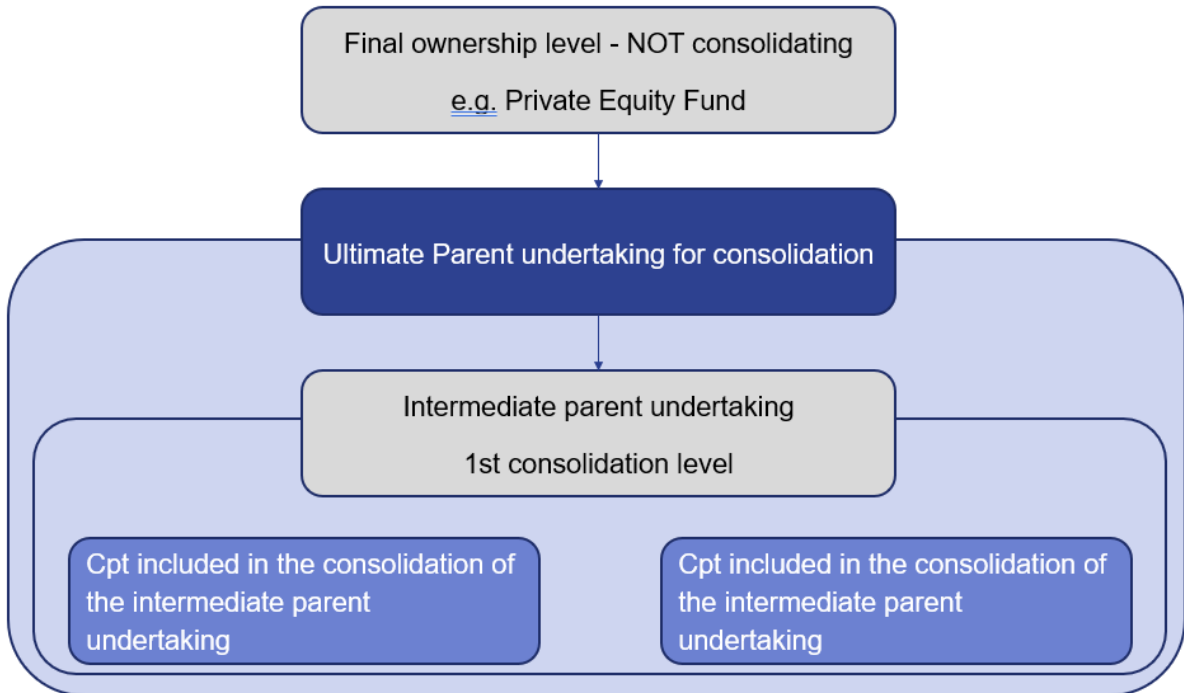 Final ownership level - NOT consolidating
e.g. Private Equity Fund
Ultimate Parent undertaking for consolidation
Intermediate parent undertaking
1st consolidation level
Cpt included in the consolidation of
the intermediate parent
undertaking
Cpt included in the consolidation of
the intermediate parent
undertaking